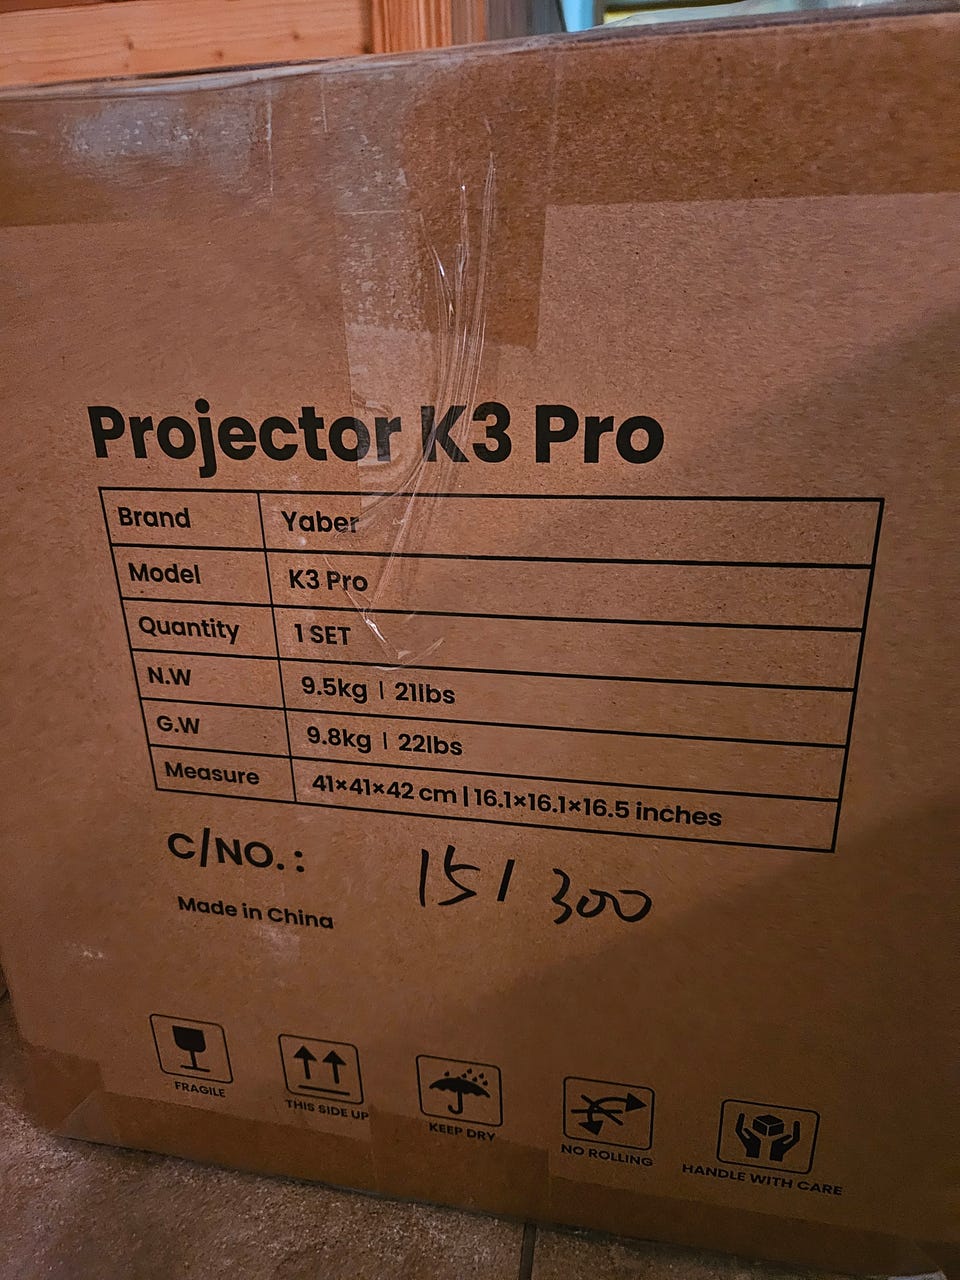 Projector K3 Pro
Brand Yaber
Model K3 Pro
Quantity 1 SET
N.W 9.5kg | 21lbs
G.W 9.8kg | 22lbs
Measure 41×41×42 cm | 16.1×16.1×16.5 inches
C/NO.: 15/300
Made in China
FRAGILE
THIS SIDE UP
KEEP DRY
NO ROLLING
HANDLE WITH CARE